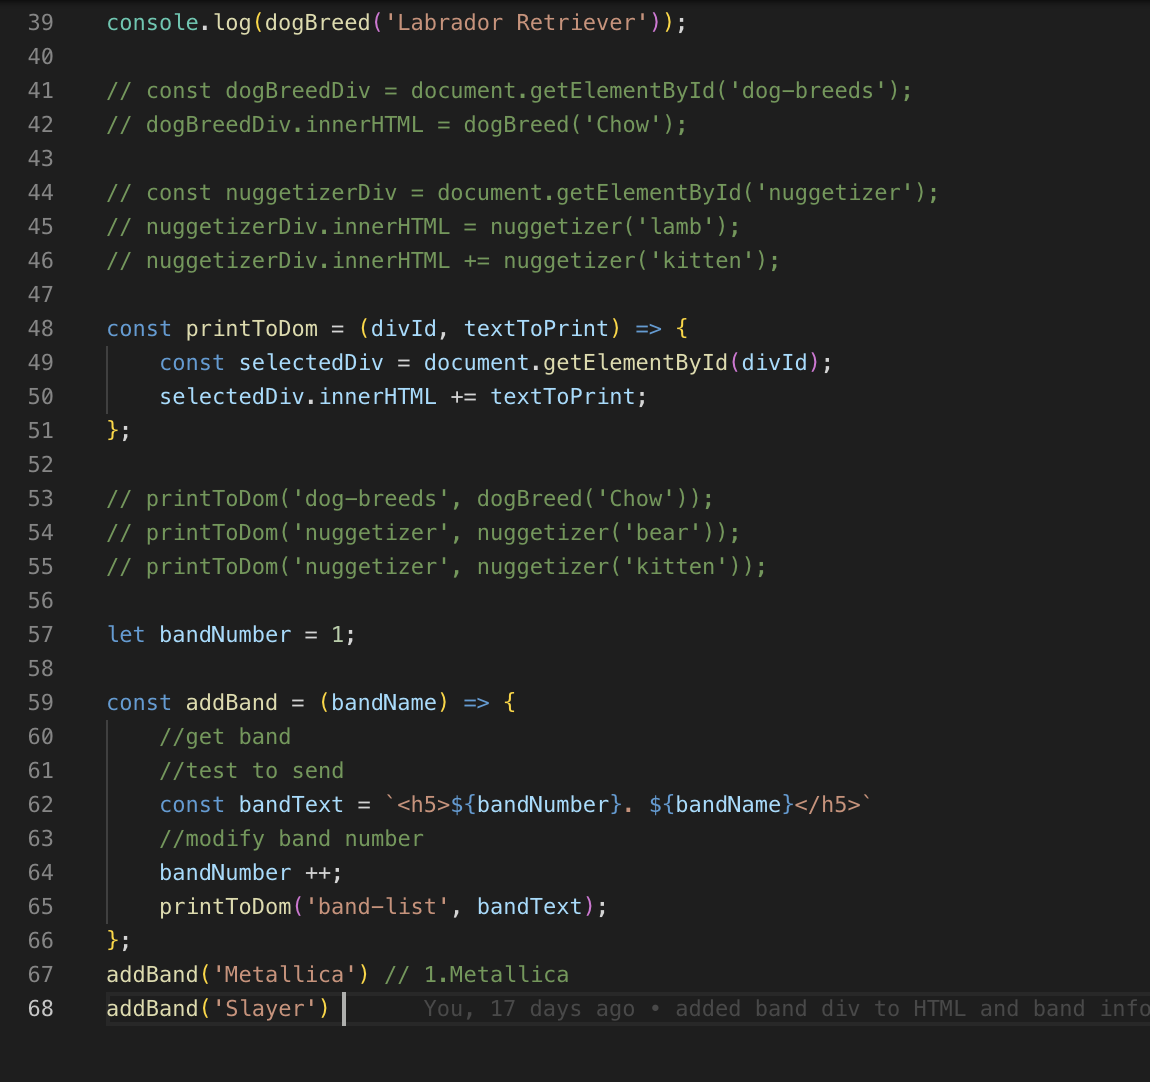 39 console.log(dogBreed('Labrador Retriever'));
40
41 // const dogBreedDiv = document.getElementById('dog-breeds');
42 // dogBreedDiv.innerHTML = dogBreed('Chow');
43
44 // const nuggetizerDiv = document.getElementById('nuggetizer');
45 // nuggetizerDiv.innerHTML = nuggetizer('lamb');
46 // nuggetizerDiv.innerHTML += nuggetizer('kitten');
47
48 const printToDom = (divId, textToPrint) => {
49     const selectedDiv = document.getElementById(divId);
50     selectedDiv.innerHTML += textToPrint;
51 };
52
53 // printToDom('dog-breeds', dogBreed('Chow'));
54 // printToDom('nuggetizer', nuggetizer('bear'));
55 // printToDom('nuggetizer', nuggetizer('kitten'));
56
57 let bandNumber = 1;
58
59 const addBand = (bandName) => {
60     //get band
61     //test to send
62     const bandText = `<h5>${bandNumber}. ${bandName}</h5>`
63     //modify band number
64     bandNumber ++;
65     printToDom('band-list', bandText);
66 };
67 addBand('Metallica') // 1.Metallica
68 addBand('Slayer') You, 17 days ago • added band div to HTML and band info